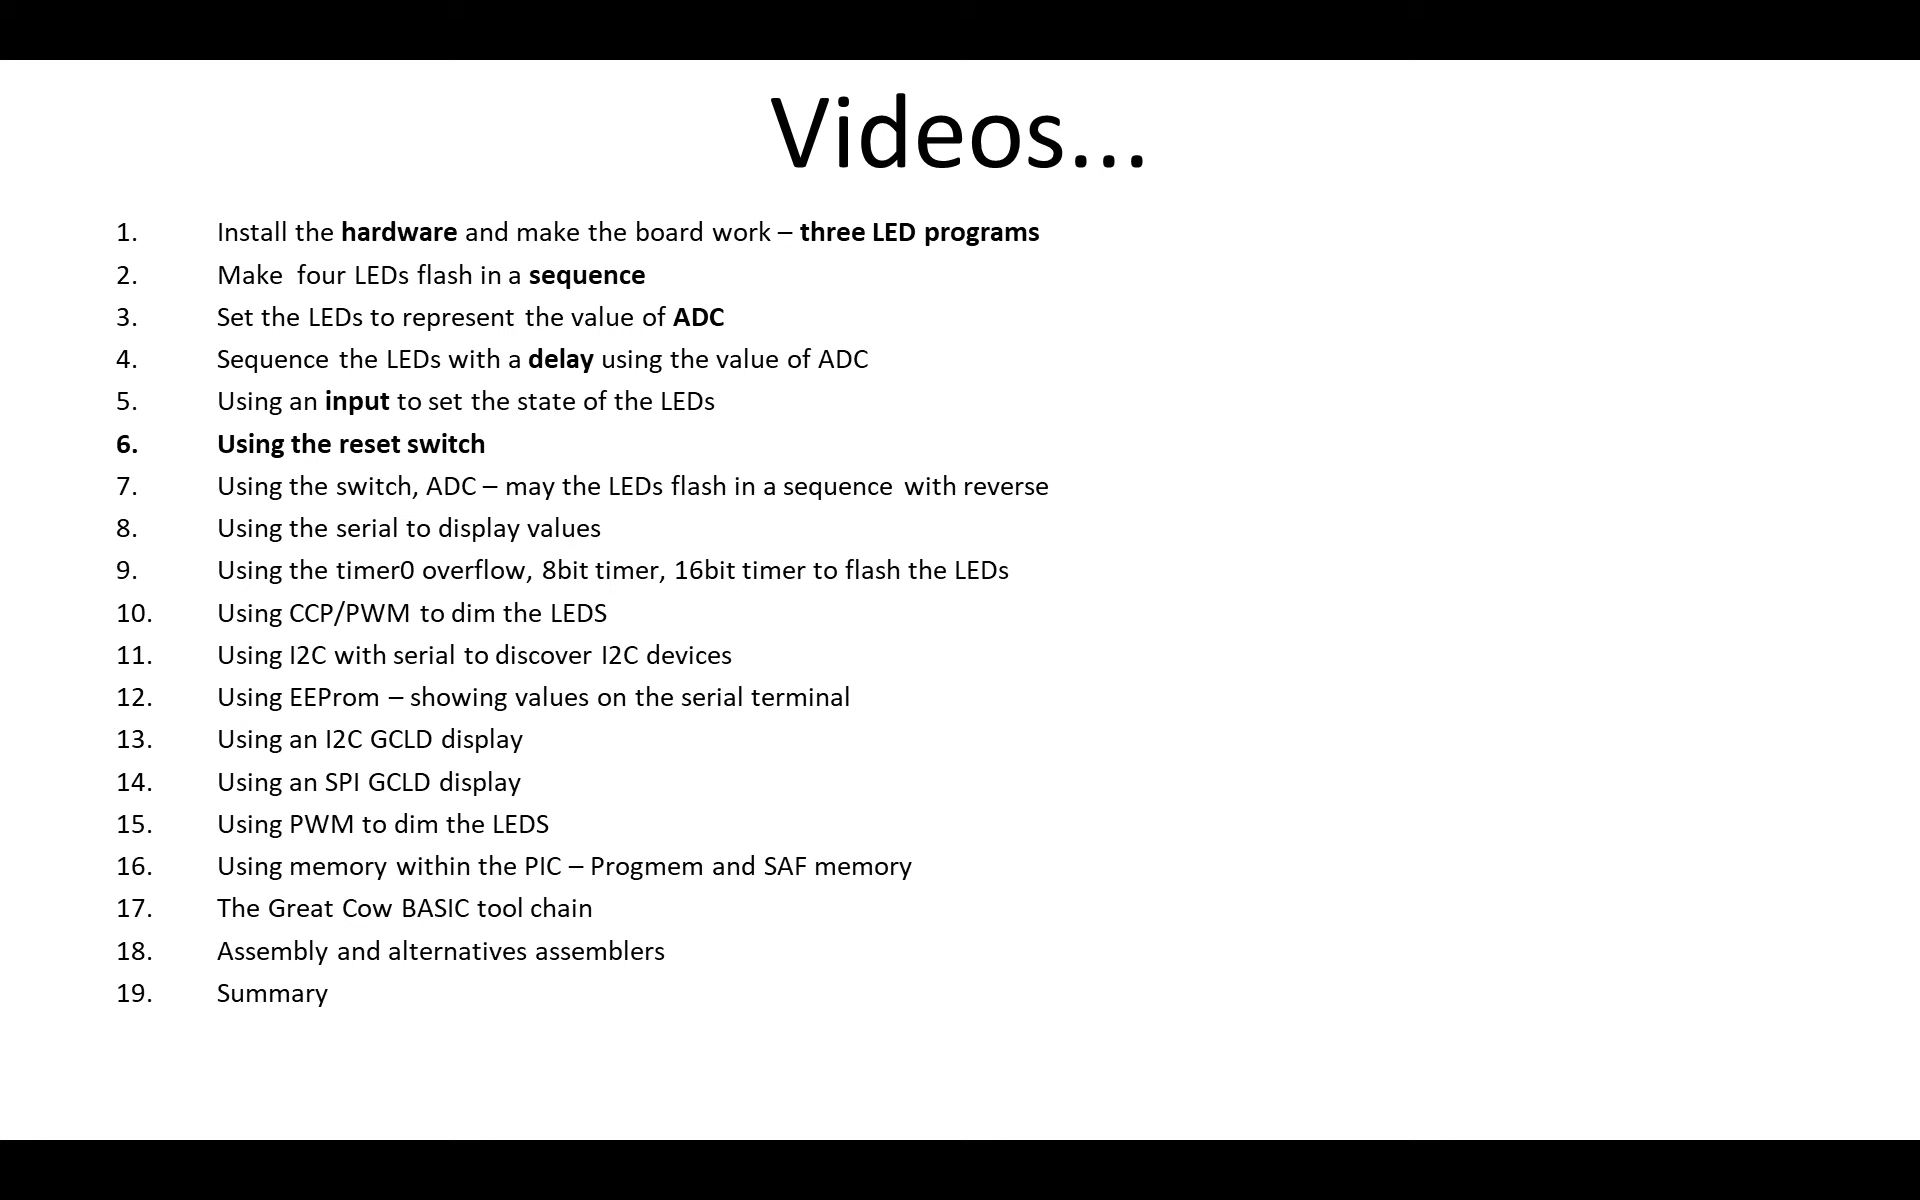 Videos...
1. Install the hardware and make the board work – three LED programs
2. Make  four LEDs flash in a sequence
3. Set the LEDs to represent the value of ADC
4. Sequence the LEDs with a delay using the value of ADC
5. Using an input to set the state of the LEDs
6. Using the reset switch
7. Using the switch, ADC – may the LEDs flash in a sequence with reverse
8. Using the serial to display values
9. Using the timer0 overflow, 8bit timer, 16bit timer to flash the LEDs
10. Using CCP/PWM to dim the LEDS
11. Using I2C with serial to discover I2C devices
12. Using EEProm – showing values on the serial terminal
13. Using an I2C GCLD display
14. Using an SPI GCLD display
15. Using PWM to dim the LEDS
16. Using memory within the PIC – Progmem and SAF memory
17. The Great Cow BASIC tool chain
18. Assembly and alternatives assemblers
19. Summary